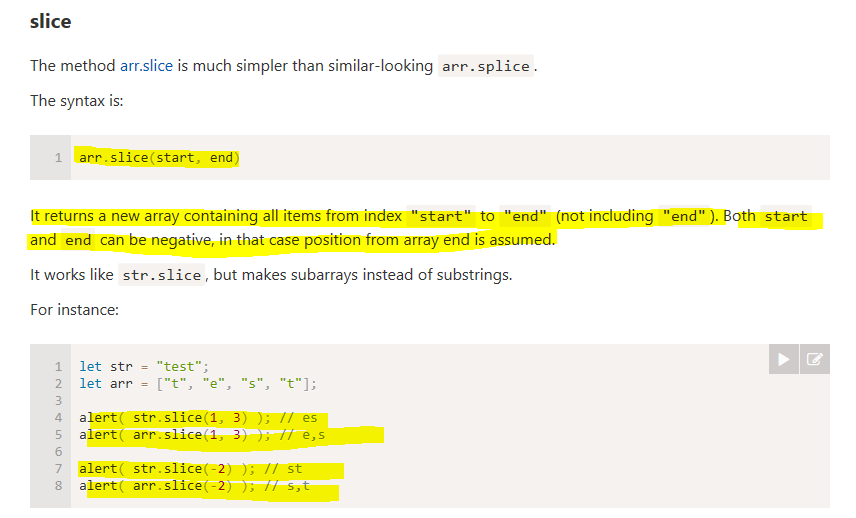 slice
The method arr.slice is much simpler than similar-looking arr.splice.
The syntax is:
1 arr.slice(start, end)
It returns a new array containing all items from index "start" to "end" (not including "end"). Both start
and end can be negative, in that case position from array end is assumed.
It works like str.slice, but makes subarrays instead of substrings.
For instance:
1 let str = "test";
2 let arr = ["t", "e", "s", "t"];
3
4 alert( str.slice(1, 3) ); // es
5 alert( arr.slice(1, 3) ); // e,s
6
7 alert( str.slice(-2) ); // st
8 alert( arr.slice(-2) ); // s,t